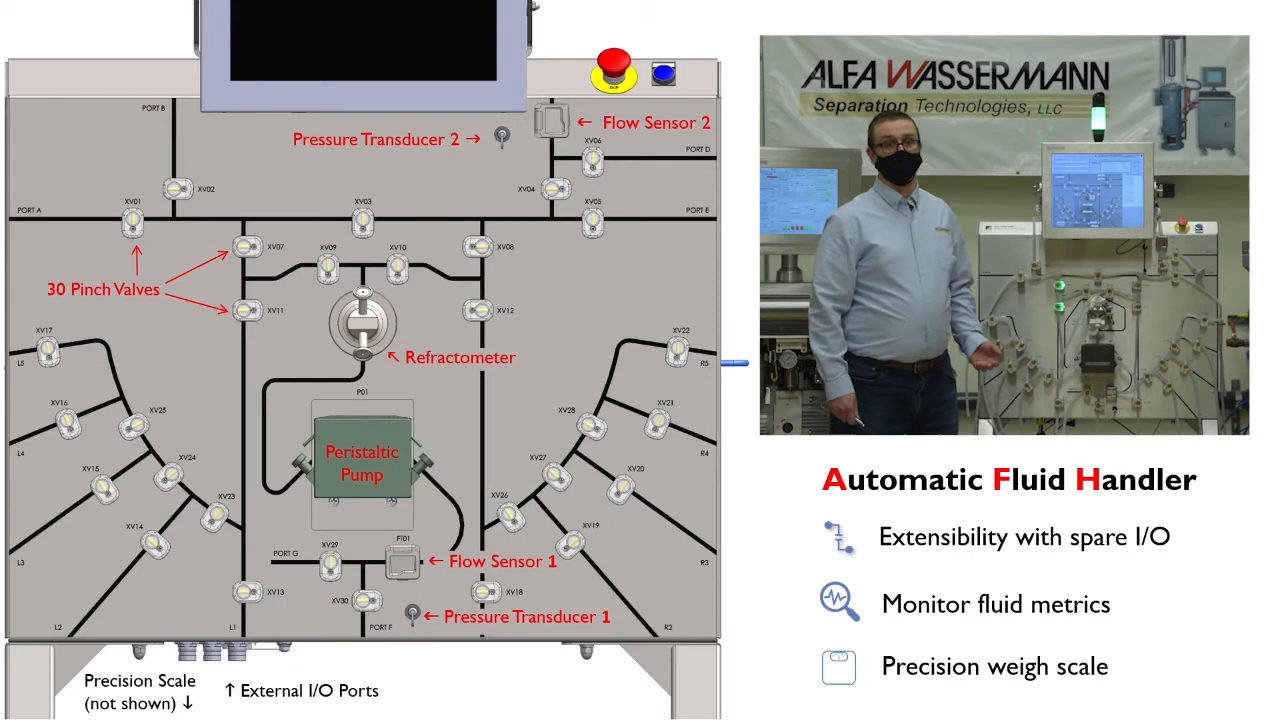 PORT B
Pressure Transducer 2 →
← Flow Sensor 2
XV06
PORT D
XV02
XV04
PORT A
XV01
XV03
XV05
PORT E
XV07
XV09
XV10
XV08
30 Pinch Valves
XV11
XV12
XV17
XV22
L5
↖ Refractometer
R5
P01
XV16
XV25
XV28
XV21
Peristaltic
Pump
L4
R4
XV15
XV24
XV27
XV20
XV23
XV26
XV14
XV19
PORT G
XV29
FI01
← Flow Sensor 1
L3
R3
XV13
XV30
XV18
← Pressure Transducer 1
L2
L1
PORT F
R2
Precision Scale
(not shown) ↓
↑ External I/O Ports
ALFA WASSERMANN
Separation Technologies, LLC
Automatic Fluid Handler
Extensibility with spare I/O
Monitor fluid metrics
Precision weigh scale